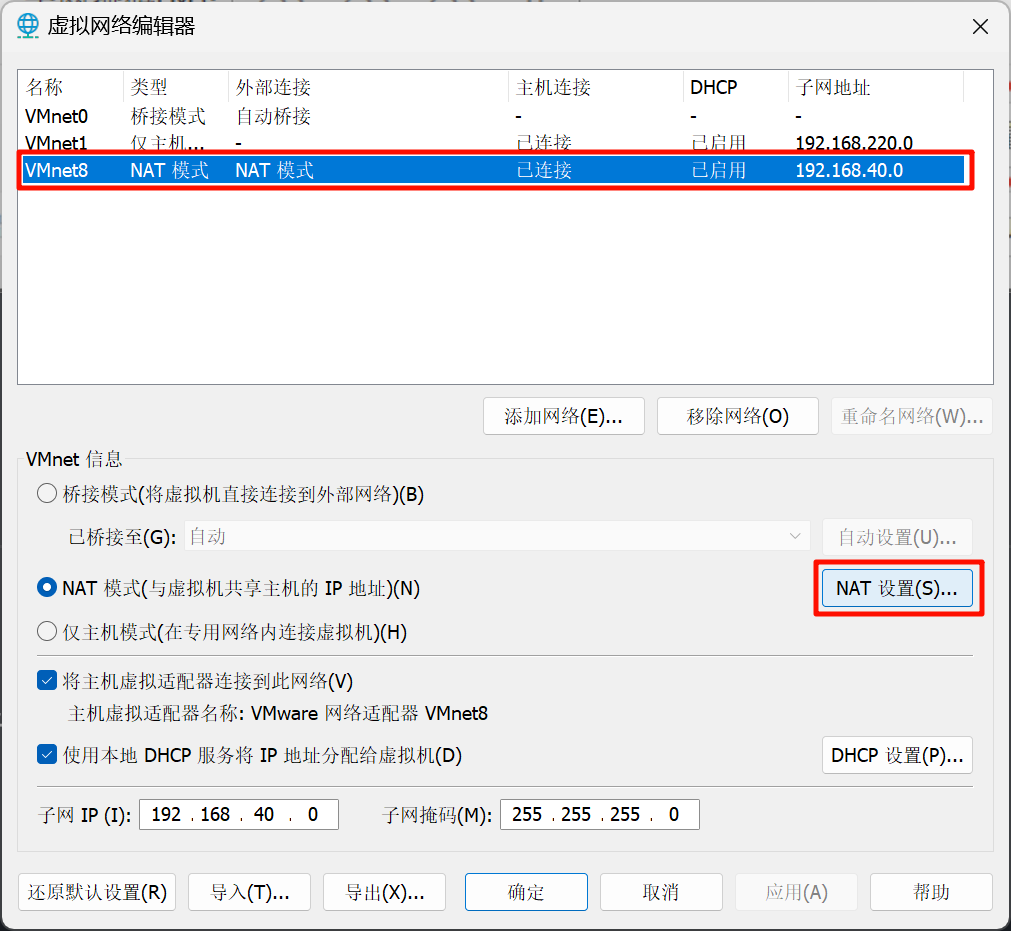 虚拟网络编辑器
名称 类型 外部连接 主机连接 DHCP 子网地址
VMnet0 桥接模式 自动桥接 - - -
VMnet1 仅主机... - 已连接 已启用 192.168.220.0
VMnet8 NAT 模式 NAT 模式 已连接 已启用 192.168.40.0
添加网络(E)... 移除网络(O) 重命名网络(W)...
VMnet 信息
桥接模式(将虚拟机直接连接到外部网络)(B)
已桥接至(G): 自动 自动设置(U)...
NAT 模式(与虚拟机共享主机的 IP 地址)(N) NAT 设置(S)...
仅主机模式(在专用网络内连接虚拟机)(H)
将主机虚拟适配器连接到此网络(V)
主机虚拟适配器名称: VMware 网络适配器 VMnet8
使用本地 DHCP 服务将 IP 地址分配给虚拟机(D) DHCP 设置(P)...
子网 IP (I): 192 . 168 . 40 . 0 子网掩码(M): 255 . 255 . 255 . 0
还原默认设置(R) 导入(T)... 导出(X)... 确定 取消 应用(A) 帮助